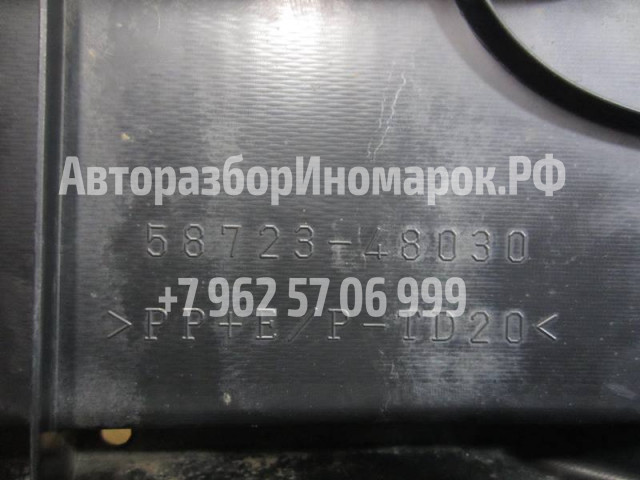 АвторазборИномарок.РФ
58723-48030
+7 962 57 06 999
>PP+E/P-TD20<